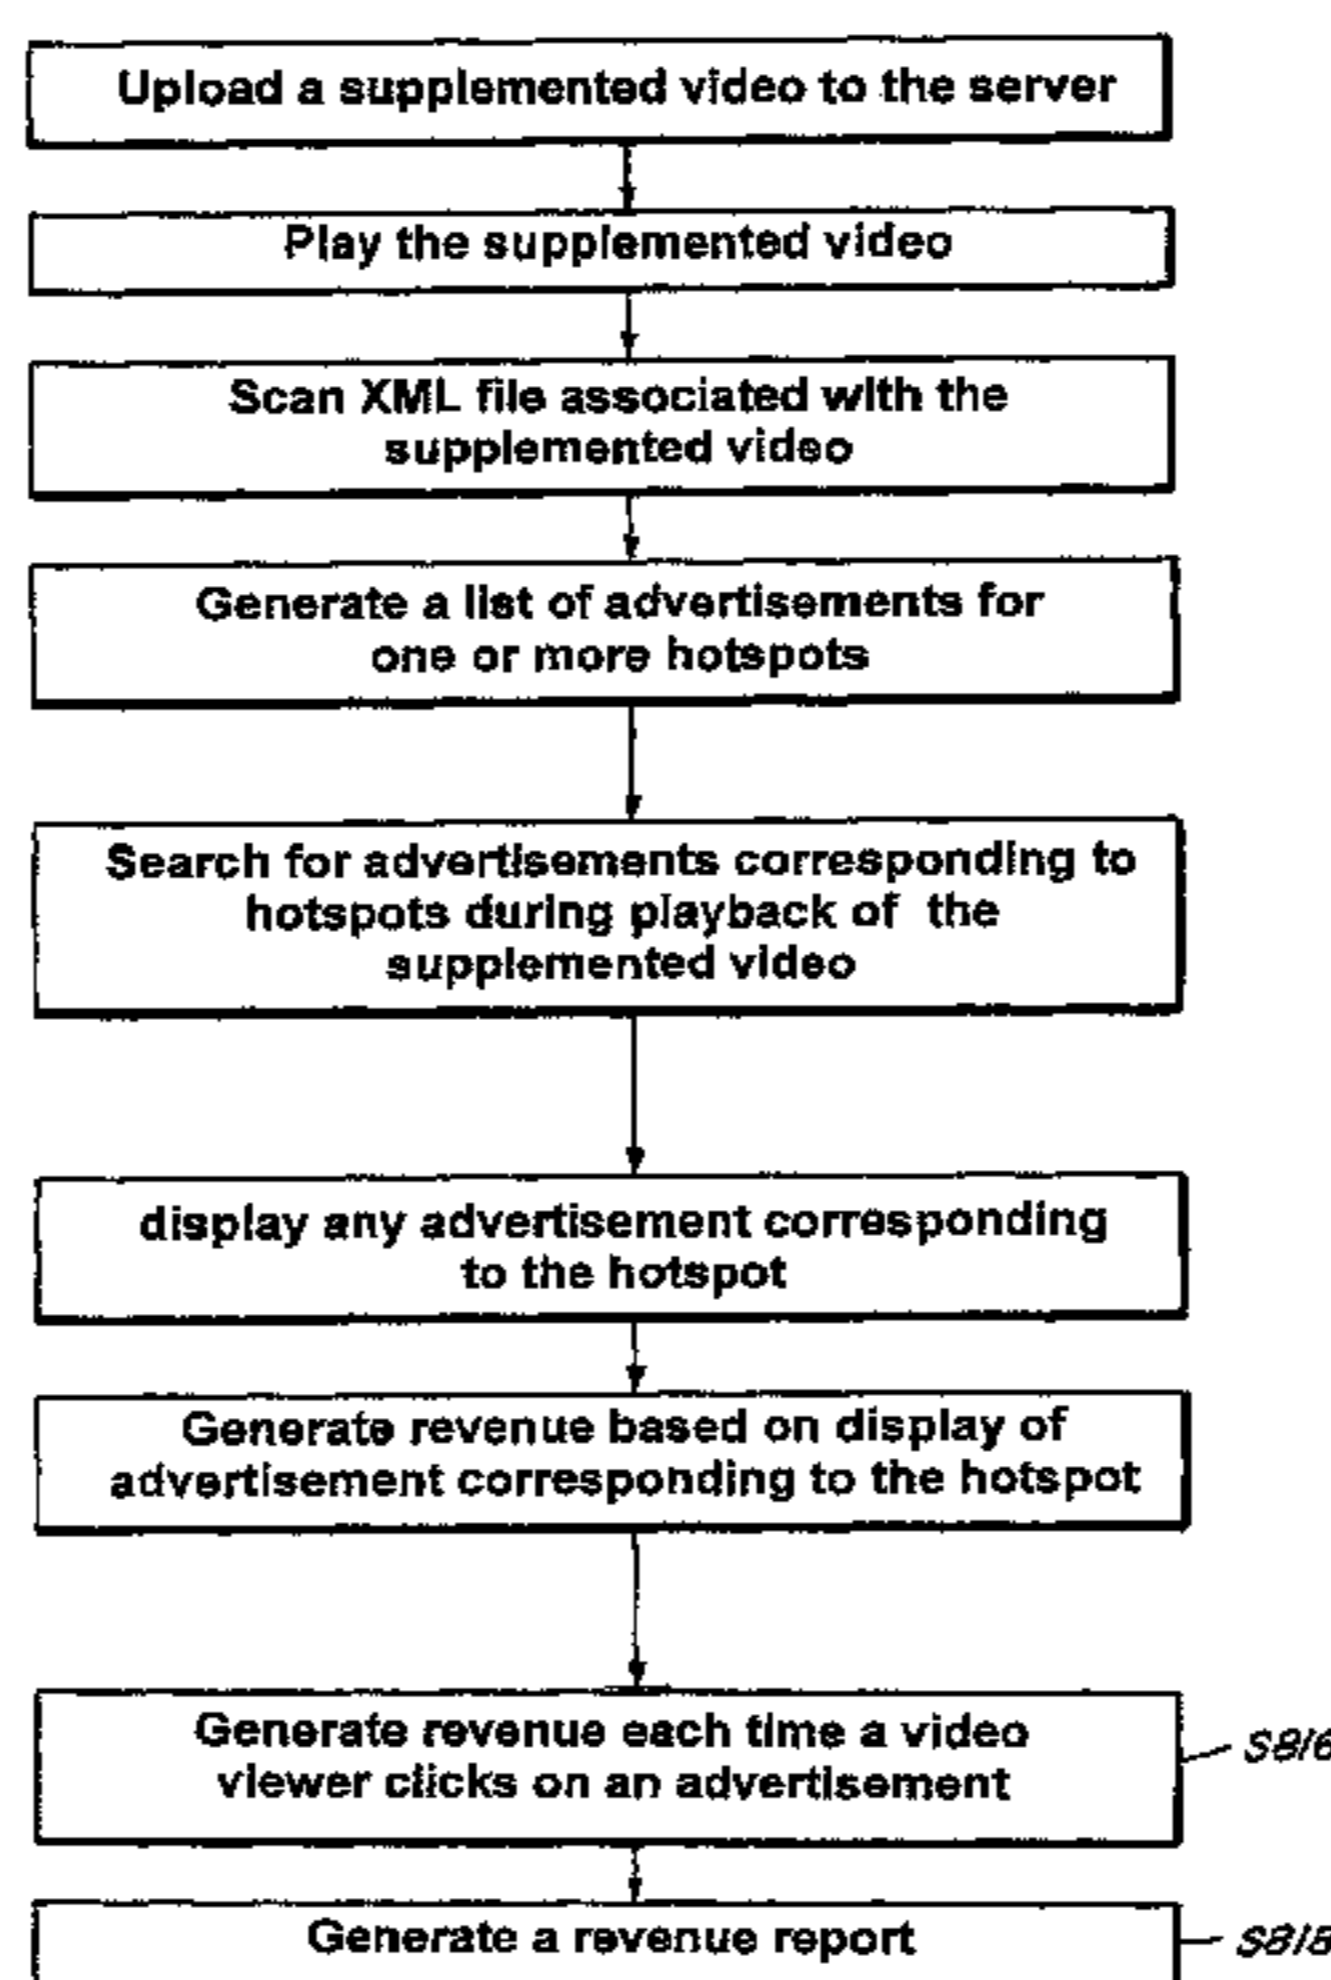 Upload a supplemented video to the server
Play the supplemented video
Scan XML file associated with the
supplemented video
Generate a list of advertisements for
one or more hotspots
Search for advertisements corresponding to
hotspots during playback of the
supplemented video
display any advertisement corresponding
to the hotspot
Generate revenue based on display of
advertisement corresponding to the hotspot
Generate revenue each time a video
viewer clicks on an advertisement
S816
Generate a revenue report
S818